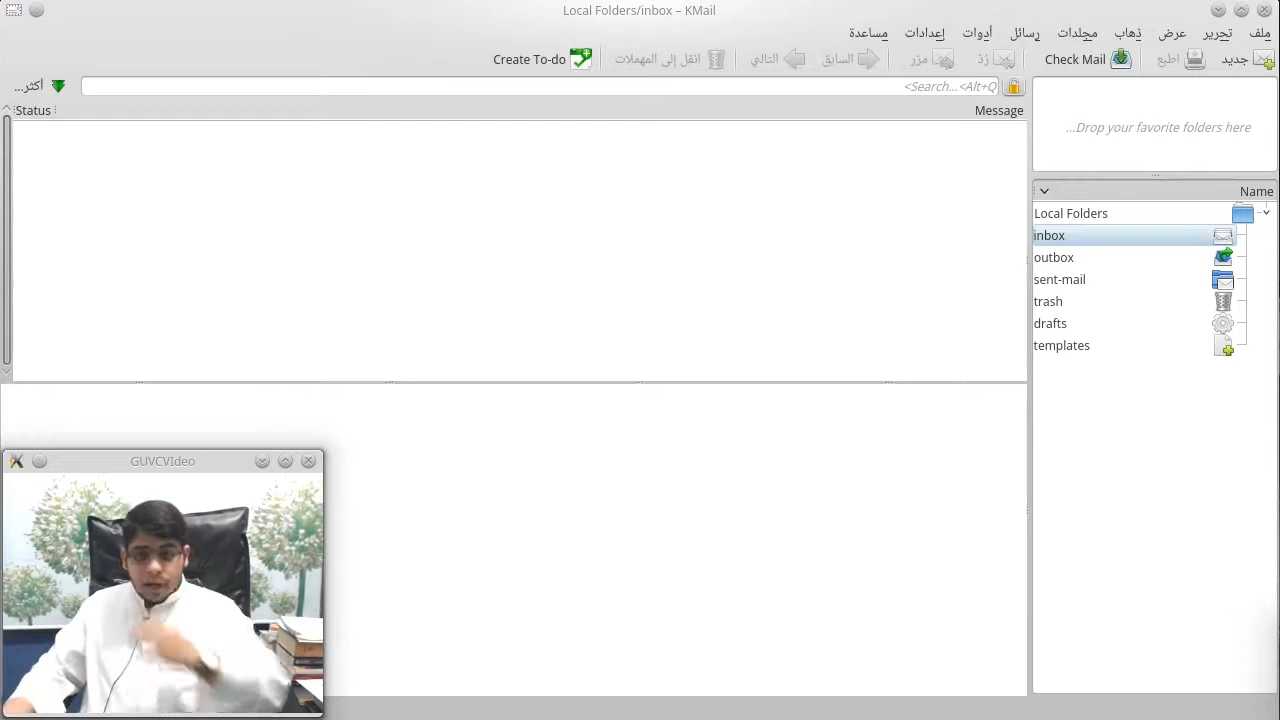 Local Folders/inbox – KMail
ملف تحرير عرض ذهاب مجلدات رسائل أدوات إعدادات مساعدة
جديد اطبع Check Mail رُدّ مرّر السابق التالي انقل إلى المهملات Create To-do
<Search...<Alt+Q أكثر...
Message Status
...Drop your favorite folders here
Name
Local Folders
inbox
outbox
sent-mail
trash
drafts
templates
GUVCVIdeo